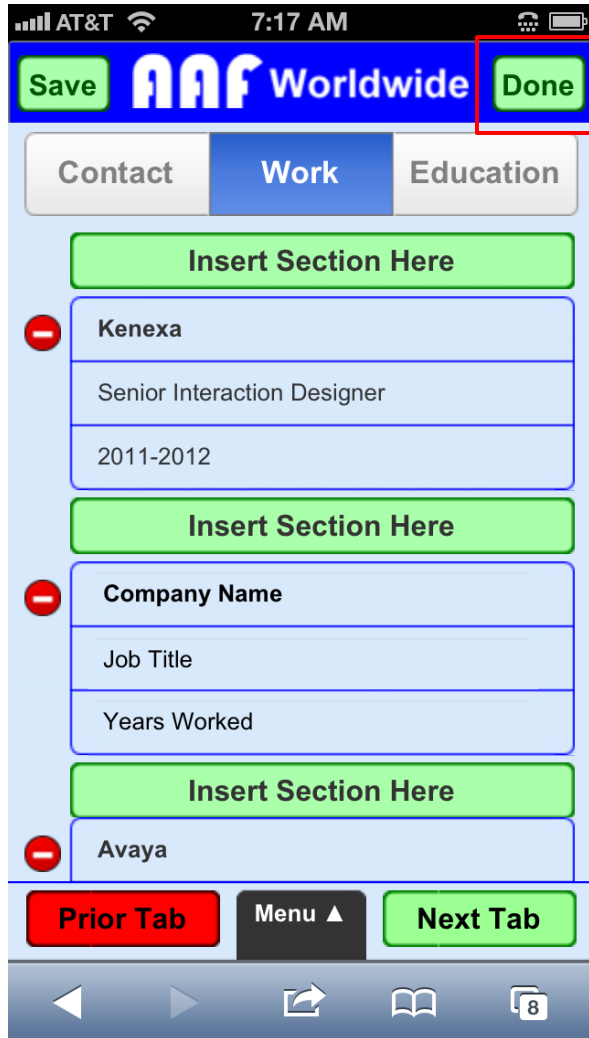 AT&T 7:17 AM
Save AAF Worldwide Done
Contact Work Education
Insert Section Here
Kenexa
Senior Interaction Designer
2011-2012
Insert Section Here
Company Name
Job Title
Years Worked
Insert Section Here
Avaya
Prior Tab Menu ▲ Next Tab
8